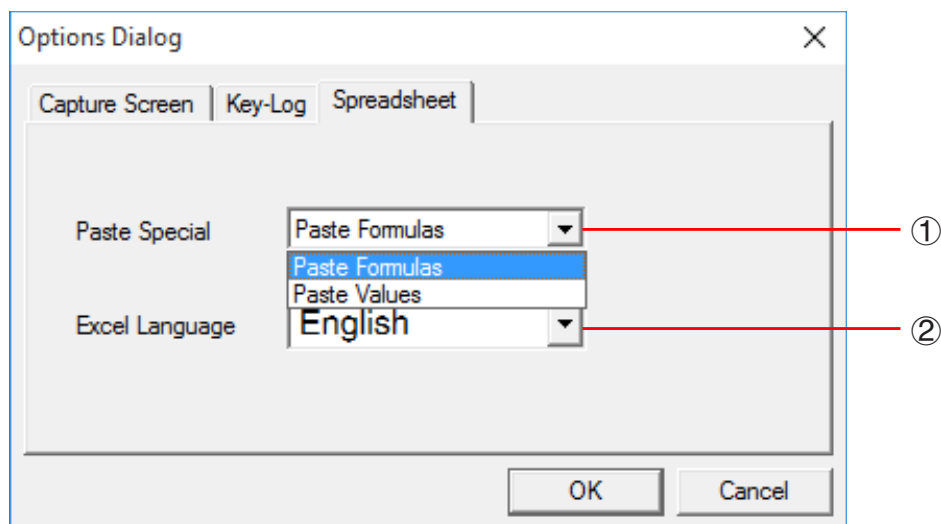 Options Dialog
Capture Screen Key-Log Spreadsheet
Paste Special Paste Formulas ①
Paste Formulas
Paste Values
Excel Language English ②
OK Cancel